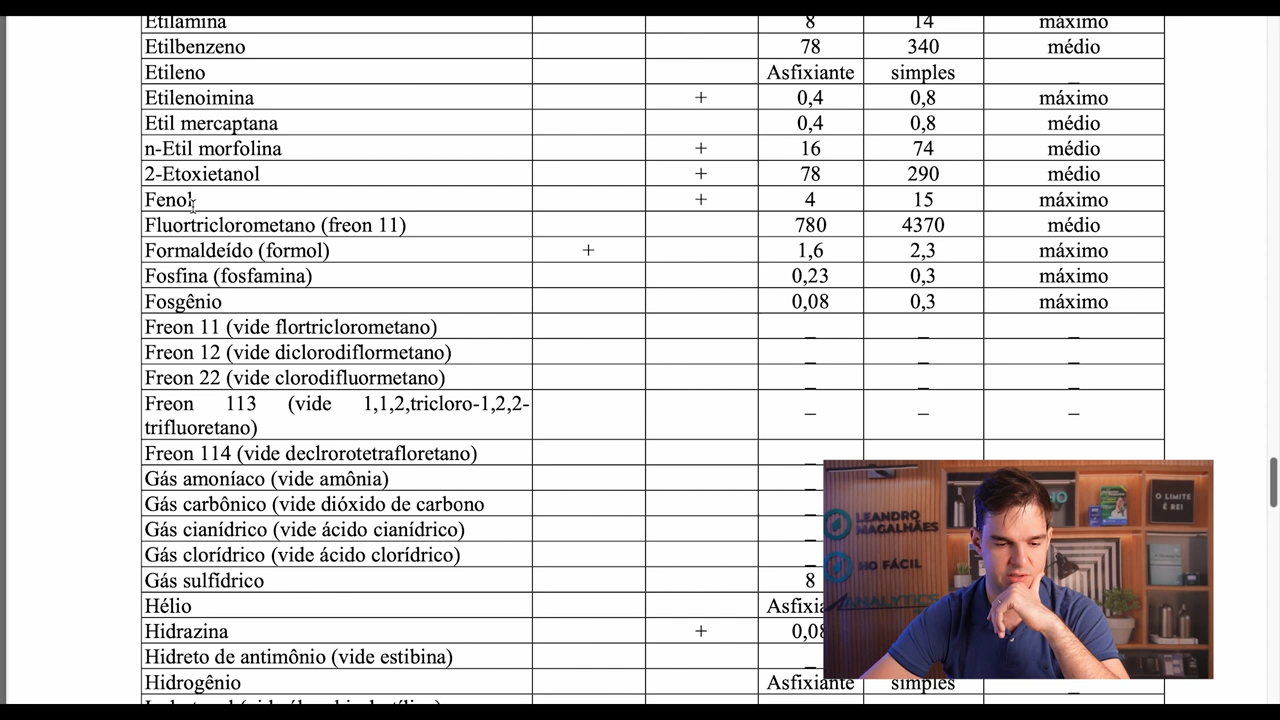 Etilamina 8 14 máximo
Etilbenzeno 78 340 médio
Etileno Asfixiante simples _
Etilenoimina + 0,4 0,8 máximo
Etil mercaptana 0,4 0,8 médio
n-Etil morfolina + 16 74 médio
2-Etoxietanol + 78 290 médio
Fenol + 4 15 máximo
Fluortriclorometano (freon 11) 780 4370 médio
Formaldeído (formol) + 1,6 2,3 máximo
Fosfina (fosfamina) 0,23 0,3 máximo
Fosgênio 0,08 0,3 máximo
Freon 11 (vide flortriclorometano) _ _ _
Freon 12 (vide diclorodiflormetano) _ _ _
Freon 22 (vide clorodifluormetano) _ _ _
Freon 113 (vide 1,1,2,tricloro-1,2,2- _ _ _
trifluoretano)
Freon 114 (vide declrorotetrafloretano) _
Gás amoníaco (vide amônia) _
Gás carbônico (vide dióxido de carbono _
Gás cianídrico (vide ácido cianídrico) _
Gás clorídrico (vide ácido clorídrico) _
Gás sulfídrico 8
Hélio
Hidrazina + 0,08
Hidreto de antimônio (vide estibina) _
Hidrogênio Asfixiante simples _
LEANDRO
MAGALHÃES
NO FÁCIL
ANALYTICS
O LIMITE
É REI